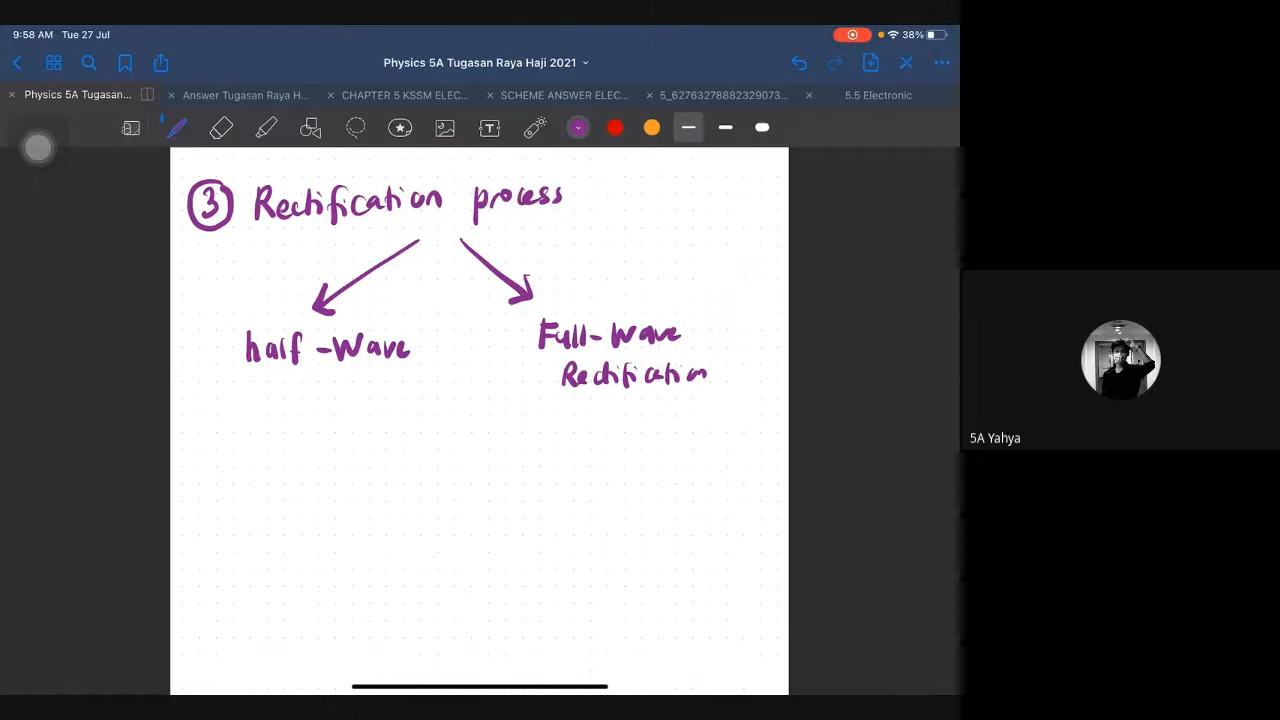 9:58 AM Tue 27 Jul
38%
Physics 5A Tugasan Raya Haji 2021
Physics 5A Tugasan...
Answer Tugasan Raya H...
CHAPTER 5 KSSM ELEC...
SCHEME ANSWER ELEC...
5_62763278882329073...
5.5 Electronic
3 Rectification process
half-Wave
Full-Wave
Rectification
5A Yahya